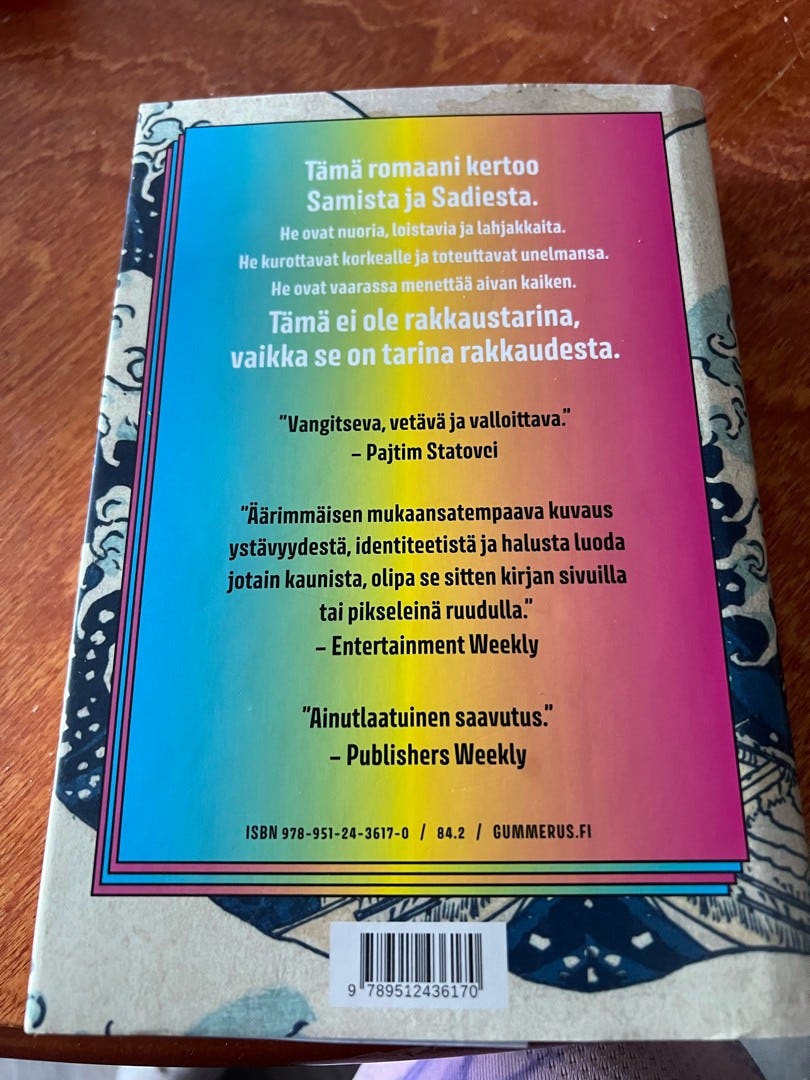 Tämä romaani kertoo
Samista ja Sadiesta.
He ovat nuoria, loistavia ja lahjakkaita.
He kurottavat korkealle ja toteuttavat unelmansa.
He ovat vaarassa menettää aivan kaiken.
Tämä ei ole rakkaustarina,
vaikka se on tarina rakkaudesta.
"Vangitseva, vetävä ja valloittava."
– Pajtim Statovci
"Äärimmäisen mukaansatempaava kuvaus
ystävyydestä, identiteetistä ja halusta luoda
jotain kaunista, olipa se sitten kirjan sivuilla
tai pikseleinä ruudulla."
– Entertainment Weekly
"Ainutlaatuinen saavutus."
– Publishers Weekly
ISBN 978-951-24-3617-0 / 84.2 / GUMMERUS.FI
9 789512436170